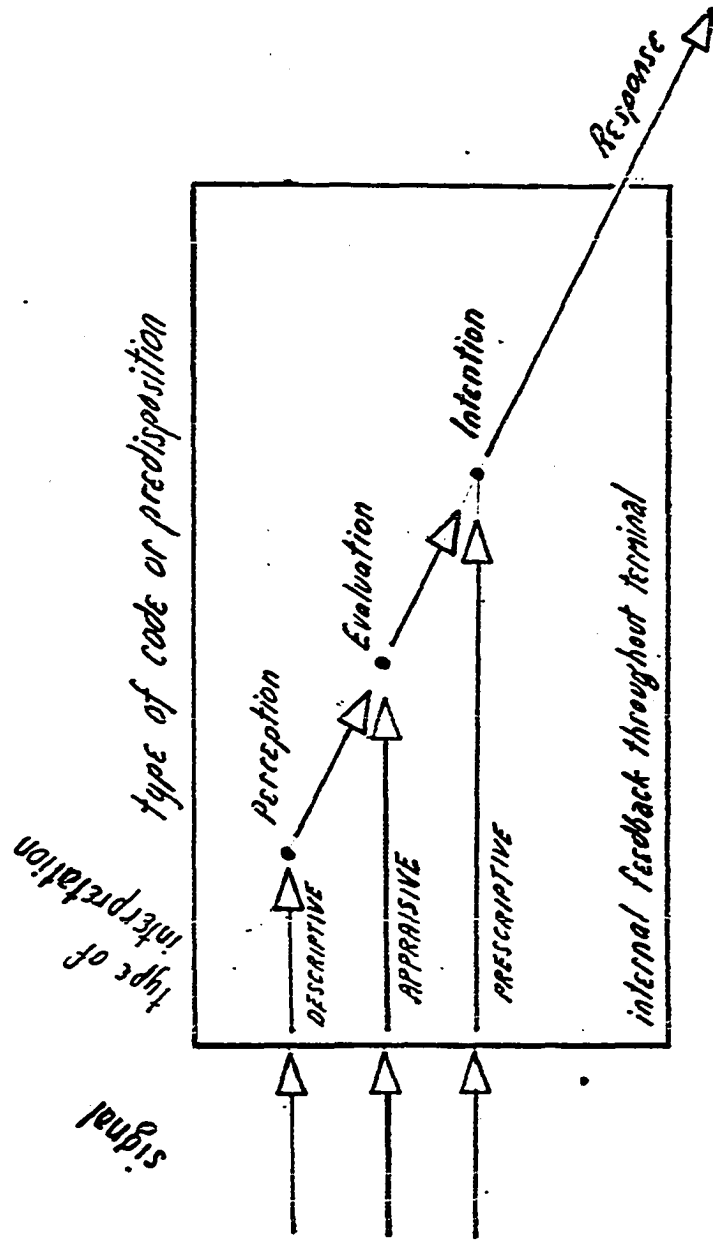 signal
type of
interpretation
type of code or predisposition
DESCRIPTIVE
Perception
APPRAISIVE
Evaluation
PRESCRIPTIVE
Intention
Response
internal feedback throughout terminal